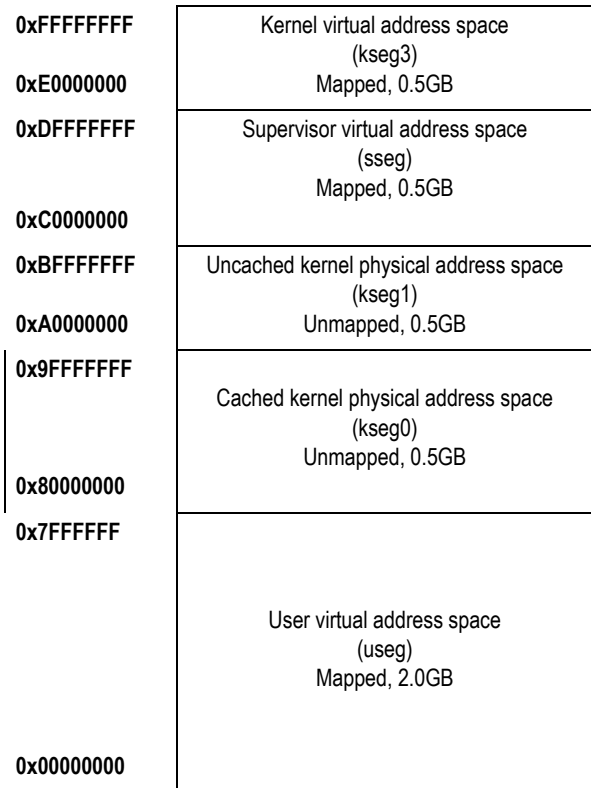 0xFFFFFFFF
Kernel virtual address space
(kseg3)
0xE0000000
Mapped, 0.5GB
0xDFFFFFFF
Supervisor virtual address space
(sseg)
Mapped, 0.5GB
0xC0000000
0xBFFFFFFF
Uncached kernel physical address space
(kseg1)
0xA0000000
Unmapped, 0.5GB
0x9FFFFFFF
Cached kernel physical address space
(kseg0)
Unmapped, 0.5GB
0x80000000
0x7FFFFFF
User virtual address space
(useg)
Mapped, 2.0GB
0x00000000